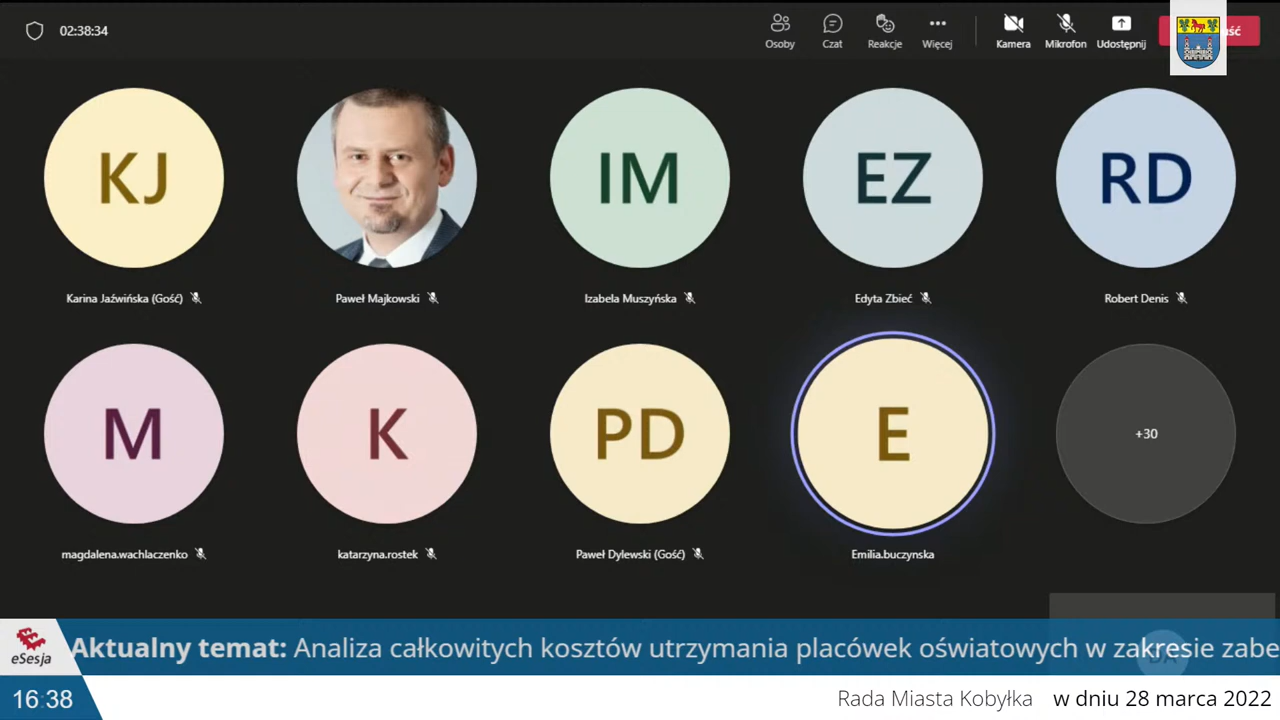 02:38:34
Osoby Czat Reakcje Więcej Kamera Mikrofon Udostępnij ść
KJ IM EZ RD
Karina Jaźwińska (Gość) Paweł Majkowski Izabela Muszyńska Edyta Zbieć Robert Denis
M K PD E +30
magdalena.wachlaczenko katarzyna.rostek Paweł Dylewski (Gość) Emilia.buczynska
eSesja
Aktualny temat: Analiza całkowitych kosztów utrzymania placówek oświatowych w zakresie zabe
16:38
Rada Miasta Kobyłka w dniu 28 marca 2022